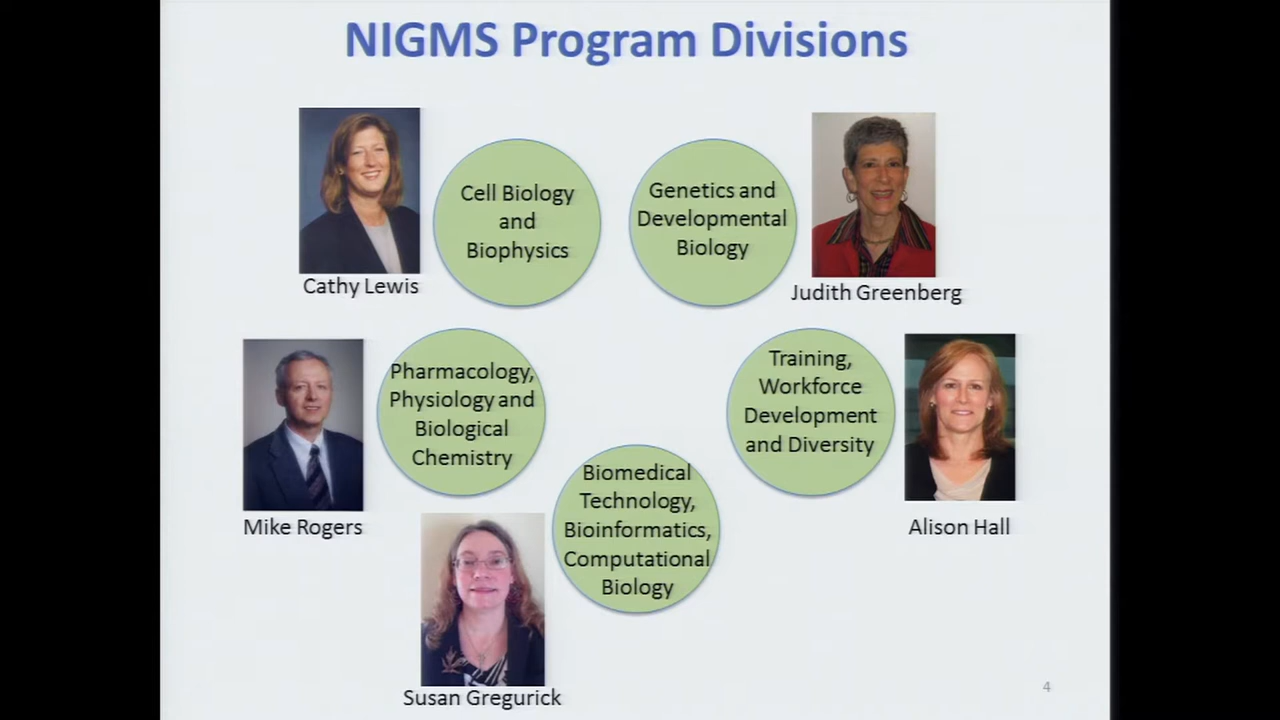 NIGMS Program Divisions
Cell Biology
and
Biophysics
Cathy Lewis
Genetics and
Developmental
Biology
Judith Greenberg
Pharmacology,
Physiology and
Biological
Chemistry
Mike Rogers
Training,
Workforce
Development
and Diversity
Alison Hall
Biomedical
Technology,
Bioinformatics,
Computational
Biology
Susan Gregurick
4